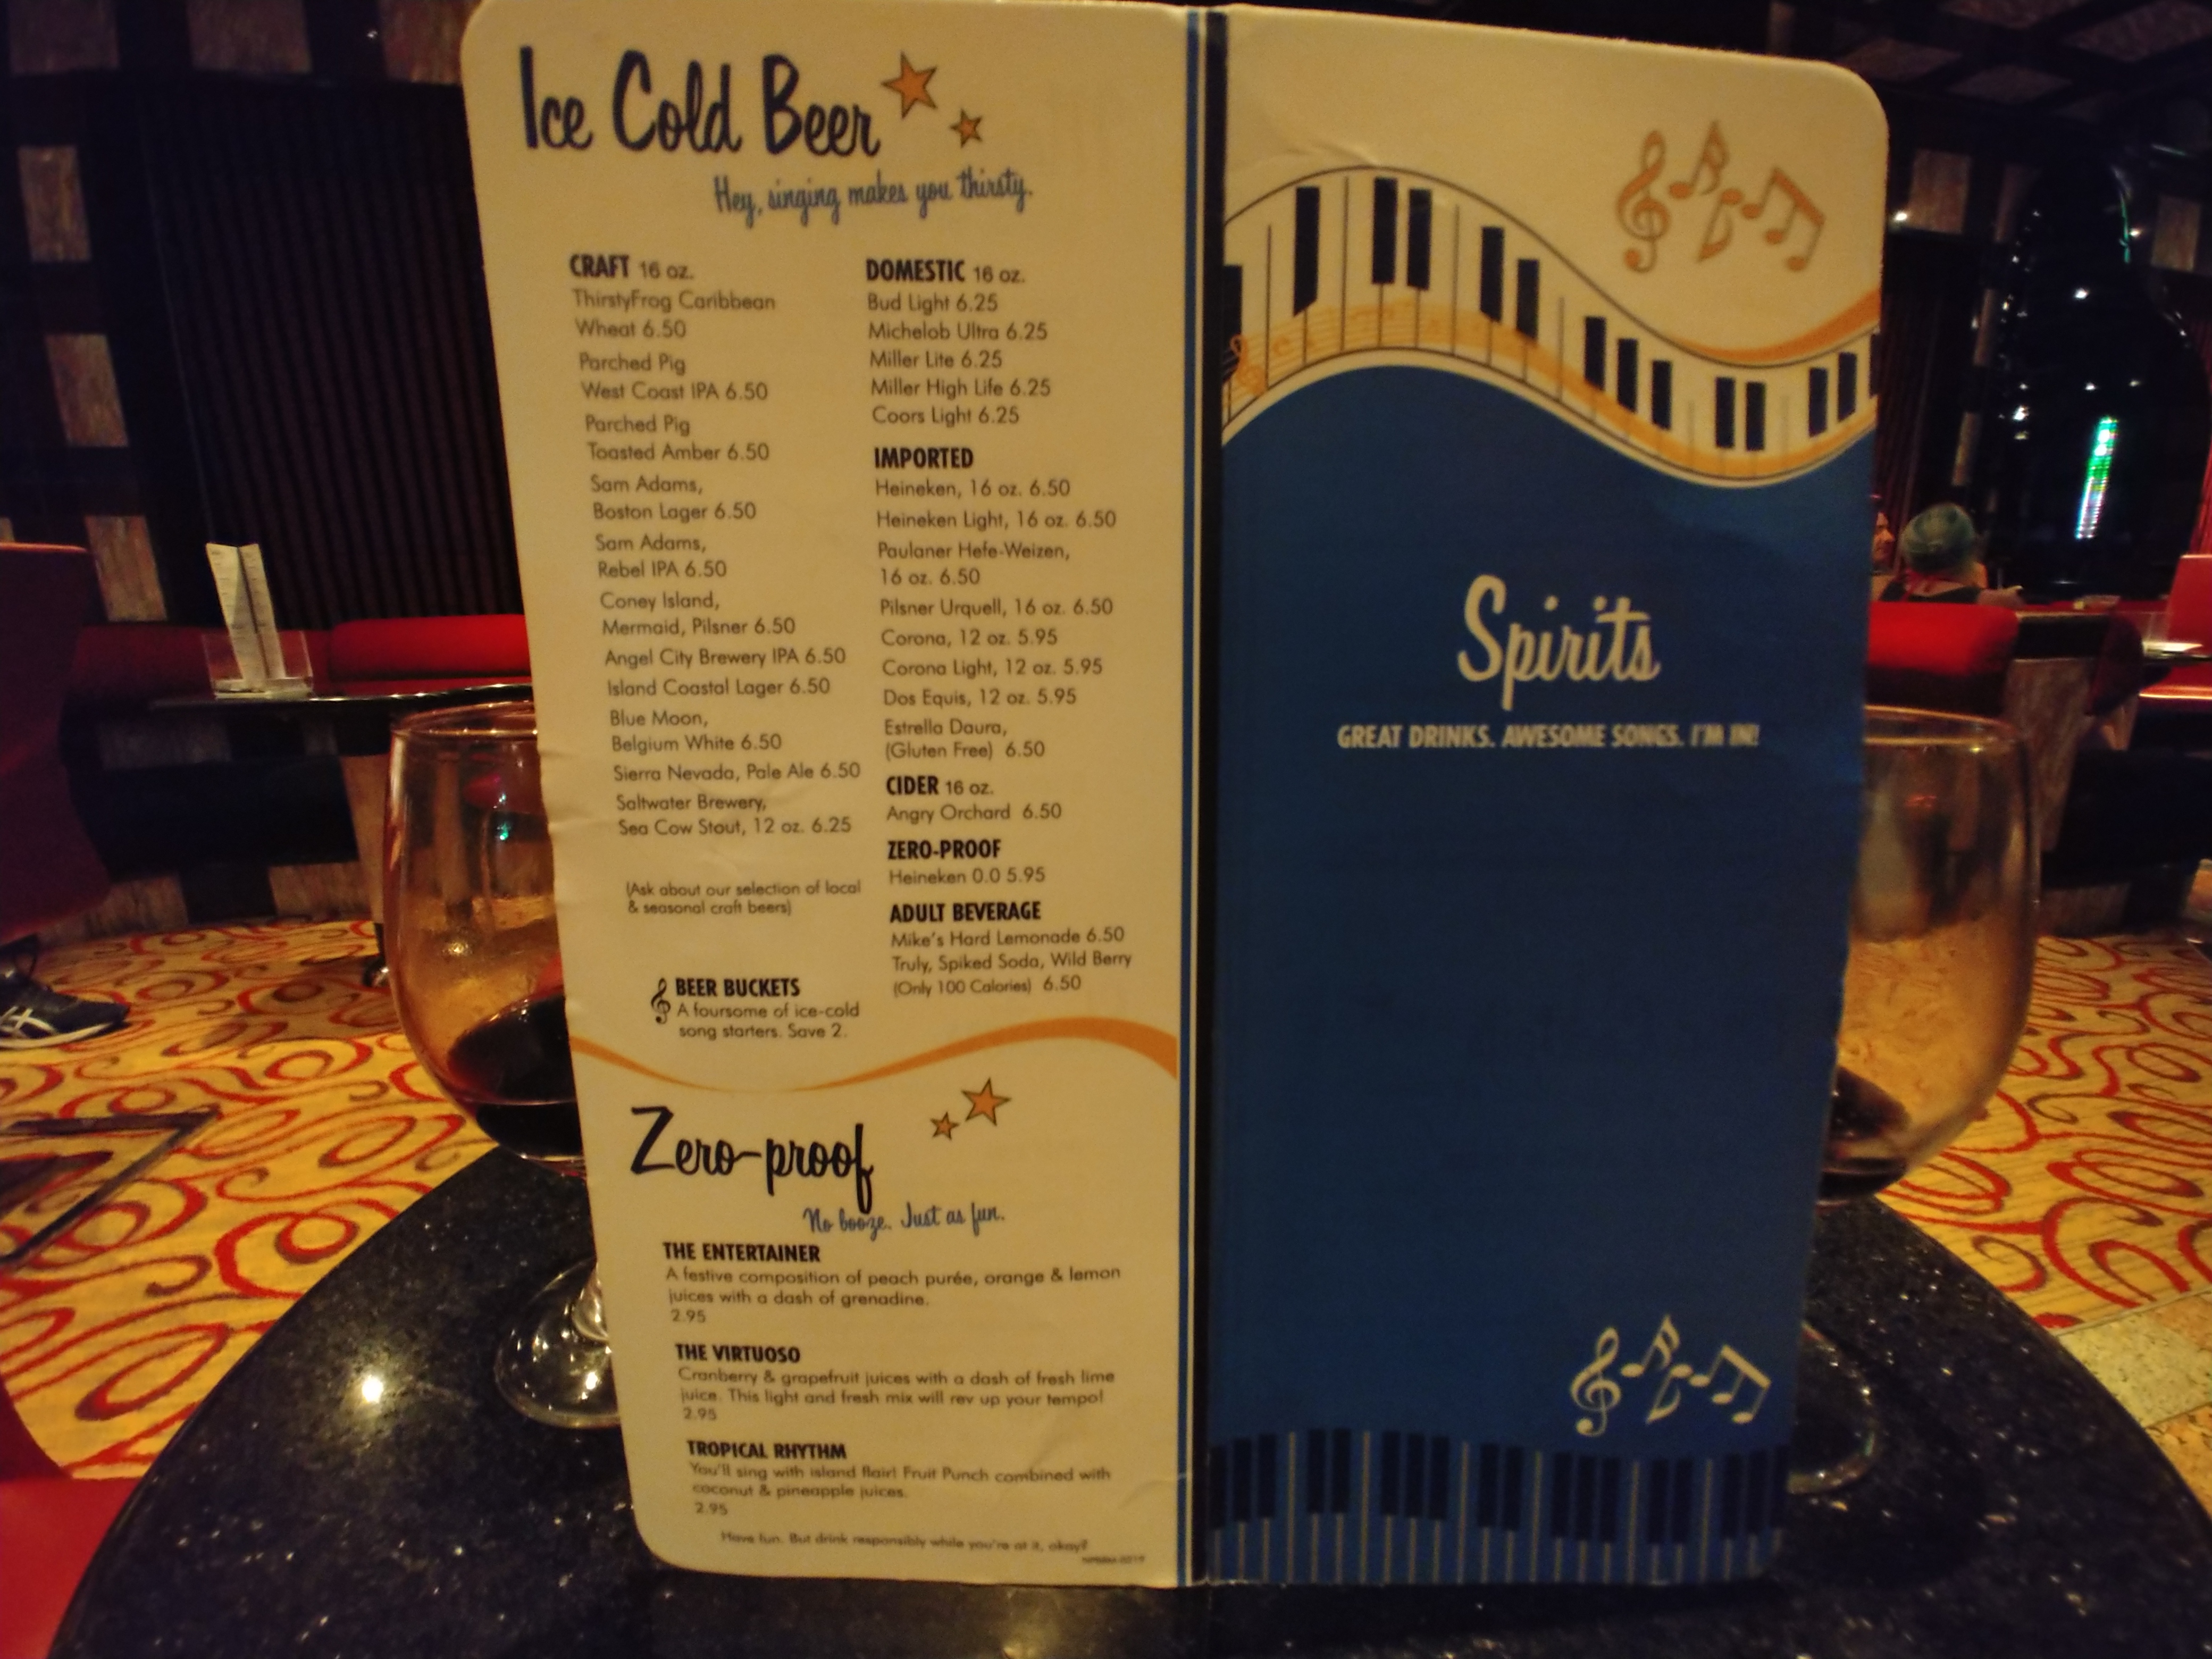 Ice Cold Beer
Hey, singing makes you thirsty.
CRAFT 16 oz.
ThirstyFrog Caribbean
Wheat 6.50
Parched Pig
West Coast IPA 6.50
Parched Pig
Toasted Amber 6.50
Sam Adams,
Boston Lager 6.50
Sam Adams,
Rebel IPA 6.50
Coney Island,
Mermaid, Pilsner 6.50
Angel City Brewery IPA 6.50
Island Coastal Lager 6.50
Blue Moon,
Belgium White 6.50
Sierra Nevada, Pale Ale 6.50
Saltwater Brewery,
Sea Cow Stout, 12 oz. 6.25
(Ask about our selection of local
& seasonal craft beers)
BEER BUCKETS
A foursome of ice-cold
song starters. Save 2.
DOMESTIC 16 oz.
Bud Light 6.25
Michelob Ultra 6.25
Miller Lite 6.25
Miller High Life 6.25
Coors Light 6.25
IMPORTED
Heineken, 16 oz. 6.50
Heineken Light, 16 oz. 6.50
Paulaner Hefe-Weizen,
16 oz. 6.50
Pilsner Urquell, 16 oz. 6.50
Corona, 12 oz. 5.95
Corona Light, 12 oz. 5.95
Dos Equis, 12 oz. 5.95
Estrella Daura,
(Gluten Free) 6.50
CIDER 16 oz.
Angry Orchard 6.50
ZERO-PROOF
Heineken 0.0 5.95
ADULT BEVERAGE
Mike's Hard Lemonade 6.50
Truly, Spiked Soda, Wild Berry
(Only 100 Calories) 6.50
Zero-proof
No booze. Just as fun.
THE ENTERTAINER
A festive composition of peach purée, orange & lemon
juices with a dash of grenadine.
2.95
THE VIRTUOSO
Cranberry & grapefruit juices with a dash of fresh lime
juice. This light and fresh mix will rev up your tempo!
2.95
TROPICAL RHYTHM
You'll sing with island flair! Fruit Punch combined with
coconut & pineapple juices.
2.95
Have fun. But drink responsibly while you're at it, okay?
Spirits
GREAT DRINKS. AWESOME SONGS. I'M IN!